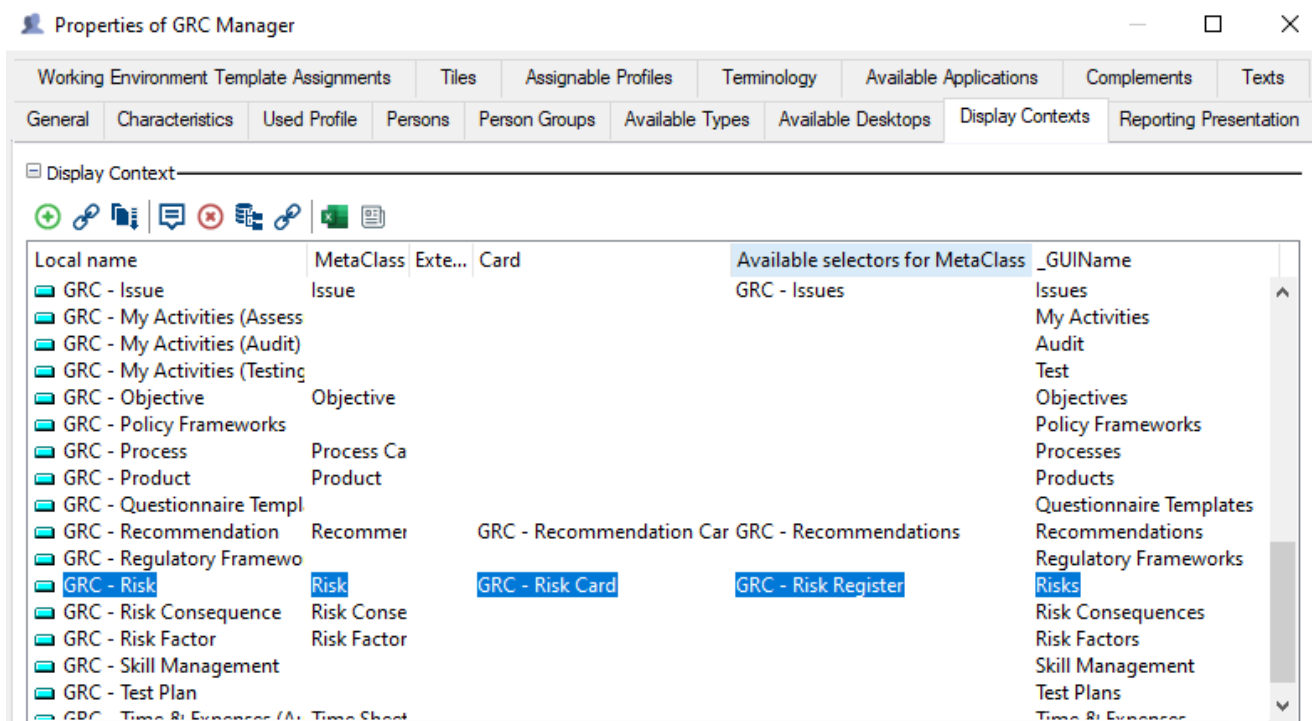 Properties of GRC Manager
Working Environment Template Assignments Tiles Assignable Profiles Terminology Available Applications Complements Texts
General Characteristics Used Profile Persons Person Groups Available Types Available Desktops Display Contexts Reporting Presentation
Display Context
Local name MetaClass Exte... Card Available selectors for MetaClass _GUIName
GRC - Issue Issue GRC - Issues Issues
GRC - My Activities (Assess My Activities
GRC - My Activities (Audit) Audit
GRC - My Activities (Testing Test
GRC - Objective Objective Objectives
GRC - Policy Frameworks Policy Frameworks
GRC - Process Process Ca Processes
GRC - Product Product Products
GRC - Questionnaire Templ Questionnaire Templates
GRC - Recommendation Recommer GRC - Recommendation Car GRC - Recommendations Recommendations
GRC - Regulatory Framewo Regulatory Frameworks
GRC - Risk Risk GRC - Risk Card GRC - Risk Register Risks
GRC - Risk Consequence Risk Conse Risk Consequences
GRC - Risk Factor Risk Factor Risk Factors
GRC - Skill Management Skill Management
GRC - Test Plan Test Plans
GRC - Time & Expenses (A Time Sheet Time & Expenses